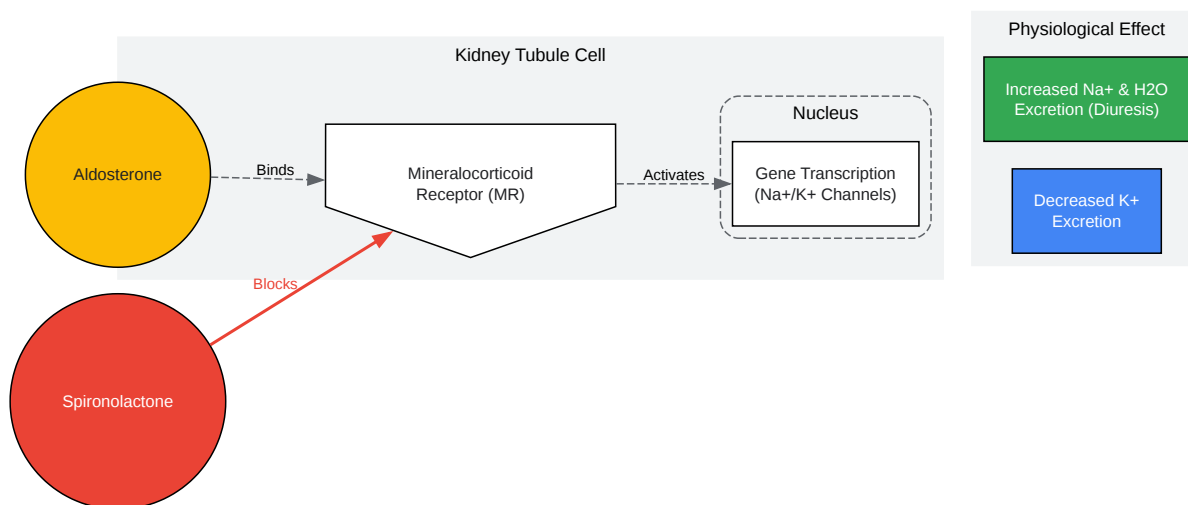 Physiological Effect
Kidney Tubule Cell
Increased Na+ & H2O
Excretion (Diuresis)
Nucleus
Aldosterone
Binds
Mineralocorticoid
Receptor (MR)
Activates
Gene Transcription
(Na+/K+ Channels)
Decreased K+
Excretion
Blocks
Spironolactone